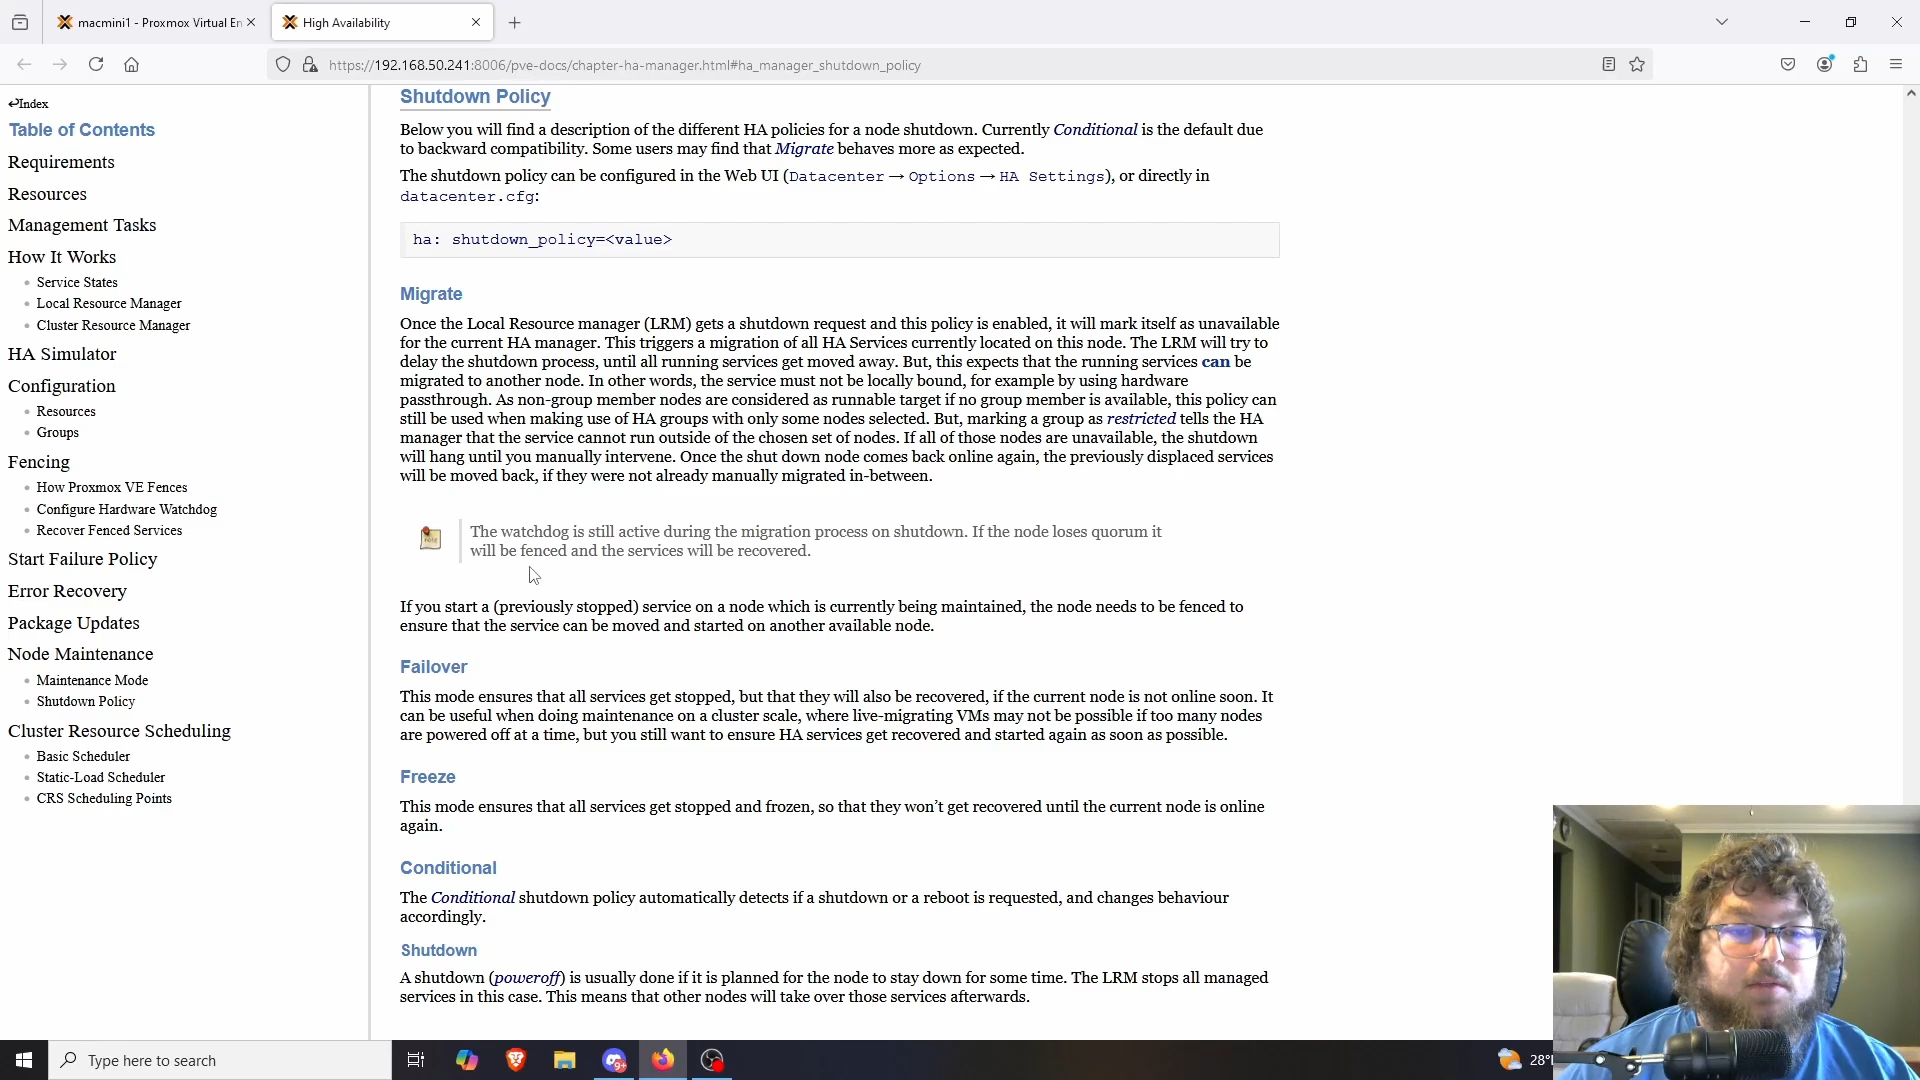 macmini1 - Proxmox Virtual En
High Availability
https://192.168.50.241:8006/pve-docs/chapter-ha-manager.html#ha_manager_shutdown_policy
Index
Table of Contents
Requirements
Resources
Management Tasks
How It Works
Service States
Local Resource Manager
Cluster Resource Manager
HA Simulator
Configuration
Resources
Groups
Fencing
How Proxmox VE Fences
Configure Hardware Watchdog
Recover Fenced Services
Start Failure Policy
Error Recovery
Package Updates
Node Maintenance
Maintenance Mode
Shutdown Policy
Cluster Resource Scheduling
Basic Scheduler
Static-Load Scheduler
CRS Scheduling Points
Shutdown Policy
Below you will find a description of the different HA policies for a node shutdown. Currently Conditional is the default due
to backward compatibility. Some users may find that Migrate behaves more as expected.
The shutdown policy can be configured in the Web UI (Datacenter → Options → HA Settings), or directly in
datacenter.cfg:
ha: shutdown_policy=<value>
Migrate
Once the Local Resource manager (LRM) gets a shutdown request and this policy is enabled, it will mark itself as unavailable
for the current HA manager. This triggers a migration of all HA Services currently located on this node. The LRM will try to
delay the shutdown process, until all running services get moved away. But, this expects that the running services can be
migrated to another node. In other words, the service must not be locally bound, for example by using hardware
passthrough. As non-group member nodes are considered as runnable target if no group member is available, this policy can
still be used when making use of HA groups with only some nodes selected. But, marking a group as restricted tells the HA
manager that the service cannot run outside of the chosen set of nodes. If all of those nodes are unavailable, the shutdown
will hang until you manually intervene. Once the shut down node comes back online again, the previously displaced services
will be moved back, if they were not already manually migrated in-between.
The watchdog is still active during the migration process on shutdown. If the node loses quorum it
will be fenced and the services will be recovered.
If you start a (previously stopped) service on a node which is currently being maintained, the node needs to be fenced to
ensure that the service can be moved and started on another available node.
Failover
This mode ensures that all services get stopped, but that they will also be recovered, if the current node is not online soon. It
can be useful when doing maintenance on a cluster scale, where live-migrating VMs may not be possible if too many nodes
are powered off at a time, but you still want to ensure HA services get recovered and started again as soon as possible.
Freeze
This mode ensures that all services get stopped and frozen, so that they won't get recovered until the current node is online
again.
Conditional
The Conditional shutdown policy automatically detects if a shutdown or a reboot is requested, and changes behaviour
accordingly.
Shutdown
A shutdown (poweroff) is usually done if it is planned for the node to stay down for some time. The LRM stops all managed
services in this case. This means that other nodes will take over those services afterwards.
Type here to search
9+
28°